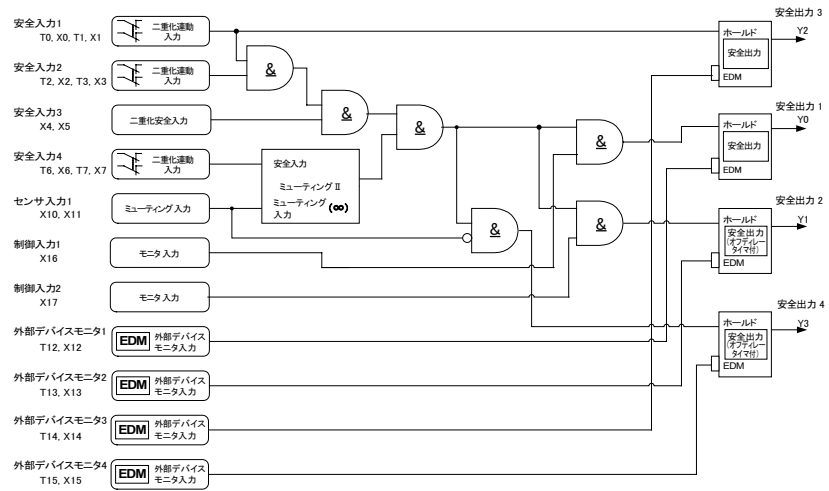 安全入力1
T0, X0, T1, X1
二重化連動
入力
安全入力2
T2, X2, T3, X3
二重化連動
入力
安全入力3
X4, X5
二重化安全入力
安全入力4
T6, X6, T7, X7
二重化連動
入力
センサ入力1
X10, X11
ミューティング入力
制御入力1
X16
モニタ入力
制御入力2
X17
モニタ入力
外部デバイスモニタ1
T12, X12
EDM 外部デバイス
モニタ入力
外部デバイスモニタ2
T13, X13
EDM 外部デバイス
モニタ入力
外部デバイスモニタ3
T14, X14
EDM 外部デバイス
モニタ入力
外部デバイスモニタ4
T15, X15
EDM 外部デバイス
モニタ入力
&
&
&
安全入力
ミューティング II
ミューティング
入力 (∞)
&
&
&
安全出力 3
ホールド
Y2
安全出力
EDM
安全出力 1
ホールド
Y0
安全出力
EDM
安全出力 2
ホールド
Y1
安全出力
(オフディレー
タイマ付)
EDM
安全出力 4
ホールド
Y3
安全出力
(オフディレー
タイマ付)
EDM